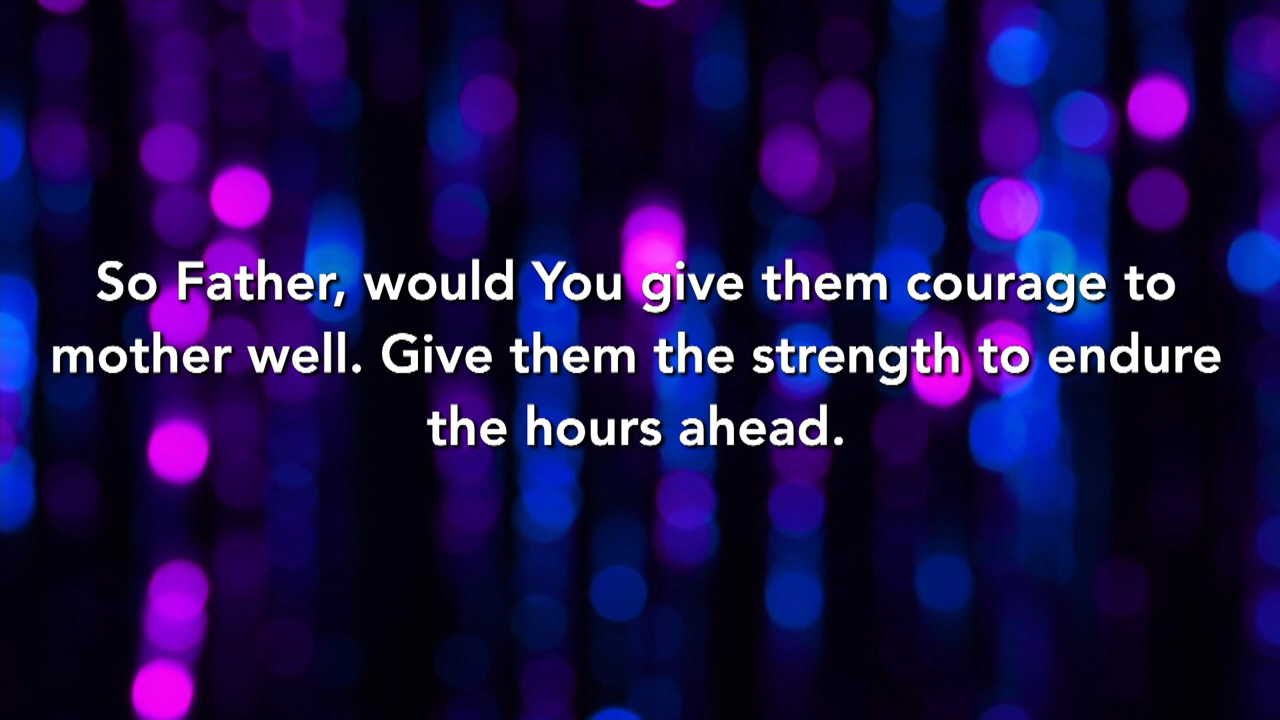 So Father, would You give them courage to
mother well. Give them the strength to endure
the hours ahead.